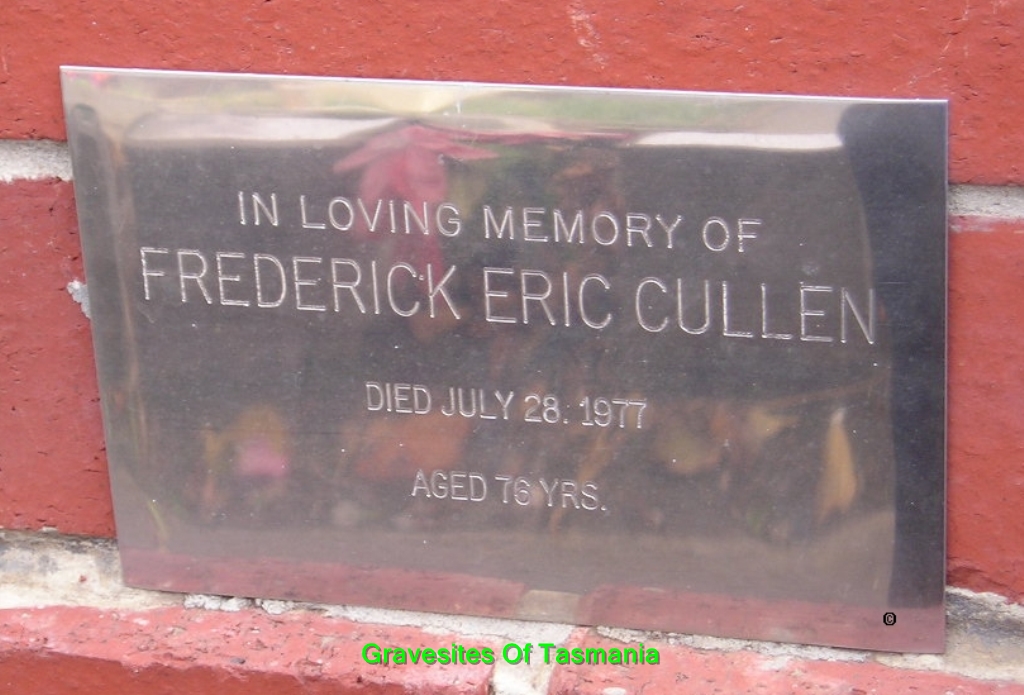 IN LOVING MEMORY OF
FREDERICK ERIC CULLEN
DIED JULY 28. 1977
AGED 76 YRS.
©
Gravesites Of Tasmania